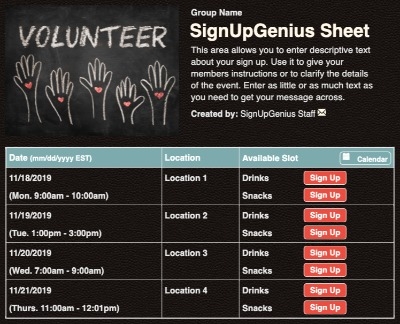 VOLUNTEER
Group Name
SignUpGenius Sheet
This area allows you to enter descriptive text
about your sign up. Use it to give your
members instructions or to clarify the details
of the event. Enter as little or as much text as
you need to get your message across.
Created by: SignUpGenius Staff
Date (mm/dd/yyyy EST) Location Available Slot Calendar
11/18/2019 Location 1 Drinks Sign Up
(Mon. 9:00am - 10:00am) Snacks Sign Up
11/19/2019 Location 2 Drinks Sign Up
(Tue. 1:00pm - 3:00pm) Snacks Sign Up
11/20/2019 Location 3 Drinks Sign Up
(Wed. 7:00am - 9:00am) Snacks Sign Up
11/21/2019 Location 4 Drinks Sign Up
(Thurs. 11:00am - 12:01pm) Snacks Sign Up